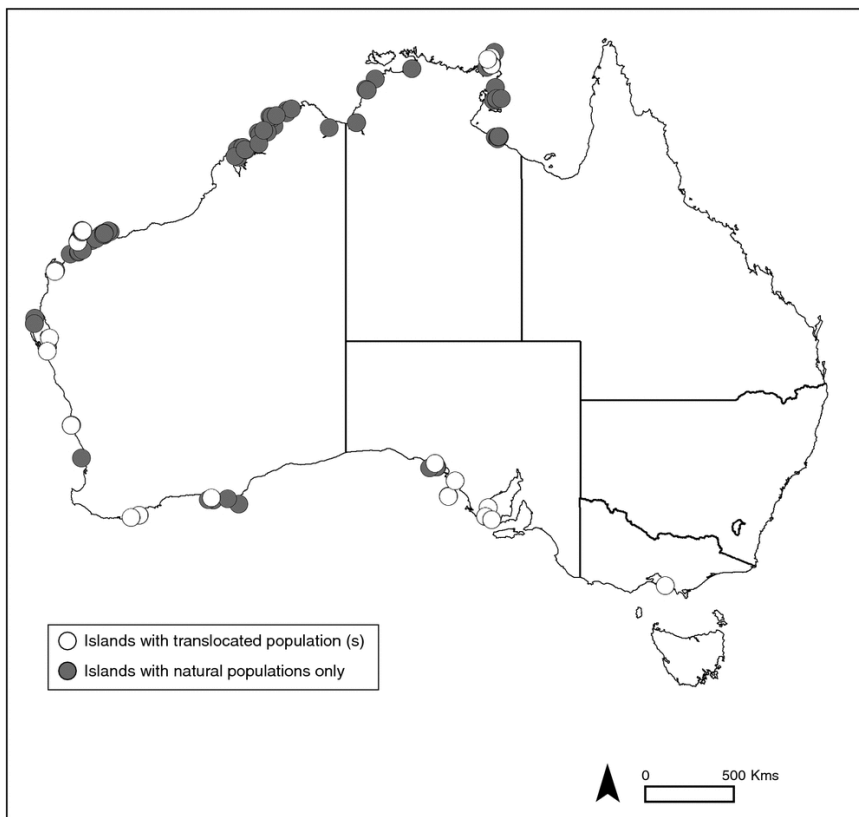 Islands with translocated population (s)
Islands with natural populations only
0 500 Kms